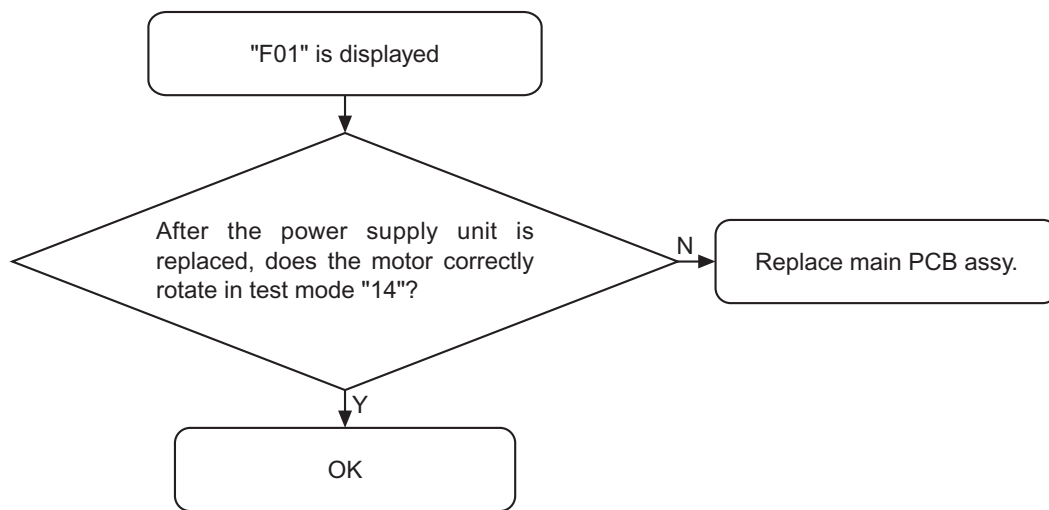 "F01" is displayed
After the power supply unit is
replaced, does the motor correctly
rotate in test mode "14"?
N
Replace main PCB assy.
Y
OK